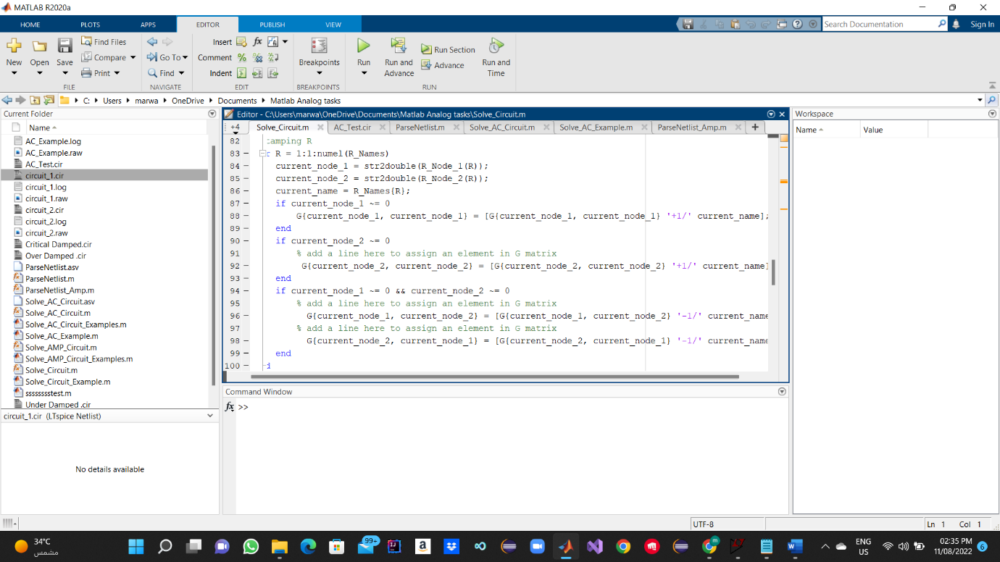 MATLAB R2020a
HOME PLOTS APPS EDITOR PUBLISH VIEW
Search Documentation
Sign In
New
Open
Save
Find Files
Compare
Print
FILE
Go To
Find
NAVIGATE
Insert
Comment
Indent
EDIT
Breakpoints
BREAKPOINTS
Run
Run and Advance
Run Section
Advance
Run and Time
RUN
C: Users marwa OneDrive Documents Matlab Analog tasks
Current Folder
Name
AC_Example.log
AC_Example.raw
AC_Test.cir
circuit_1.cir
circuit_1.log
circuit_1.raw
circuit_2.cir
circuit_2.log
circuit_2.raw
Critical Damped.cir
Over Damped .cir
ParseNetlist.asv
ParseNetlist.m
ParseNetlist_Amp.m
Solve_AC_Circuit.asv
Solve_AC_Circuit.m
Solve_AC_Circuit_Examples.m
Solve_AC_Example.m
Solve_AMP_Circuit.m
Solve_AMP_Circuit_Examples.m
Solve_Circuit.m
Solve_Circuit_Example.m
sssssssstest.m
Under Damped .cir
circuit_1.cir (LTspice Netlist)
No details available
Editor - C:\Users\marwa\OneDrive\Documents\Matlab Analog tasks\Solve_Circuit.m
+4 Solve_Circuit.m AC_Test.cir ParseNetlist.m Solve_AC_Circuit.m Solve_AC_Example.m ParseNetlist_Amp.m +
82 amping R
83 r R = 1:1:numel(R_Names)
84 current_node_1 = str2double(R_Node_1(R));
85 current_node_2 = str2double(R_Node_2(R));
86 current_name = R_Names{R};
87 if current_node_1 ~= 0
88 G{current_node_1, current_node_1} = [G{current_node_1, current_node_1} '+1/' current_name];
89 end
90 if current_node_2 ~= 0
91 % add a line here to assign an element in G matrix
92 G{current_node_2, current_node_2} = [G{current_node_2, current_node_2} '+1/' current_name]
93 end
94 if current_node_1 ~= 0 && current_node_2 ~= 0
95 % add a line here to assign an element in G matrix
96 G{current_node_1, current_node_2} = [G{current_node_1, current_node_2} '-1/' current_name
97 % add a line here to assign an element in G matrix
98 G{current_node_2, current_node_1} = [G{current_node_2, current_node_1} '-1/' current_name
99 end
100
Command Window
fx >>
Workspace
Name Value
UTF-8
Ln 1 Col 1
34°C
مشمس
99+
ENG
US
02:35 PM
11/08/2022
6